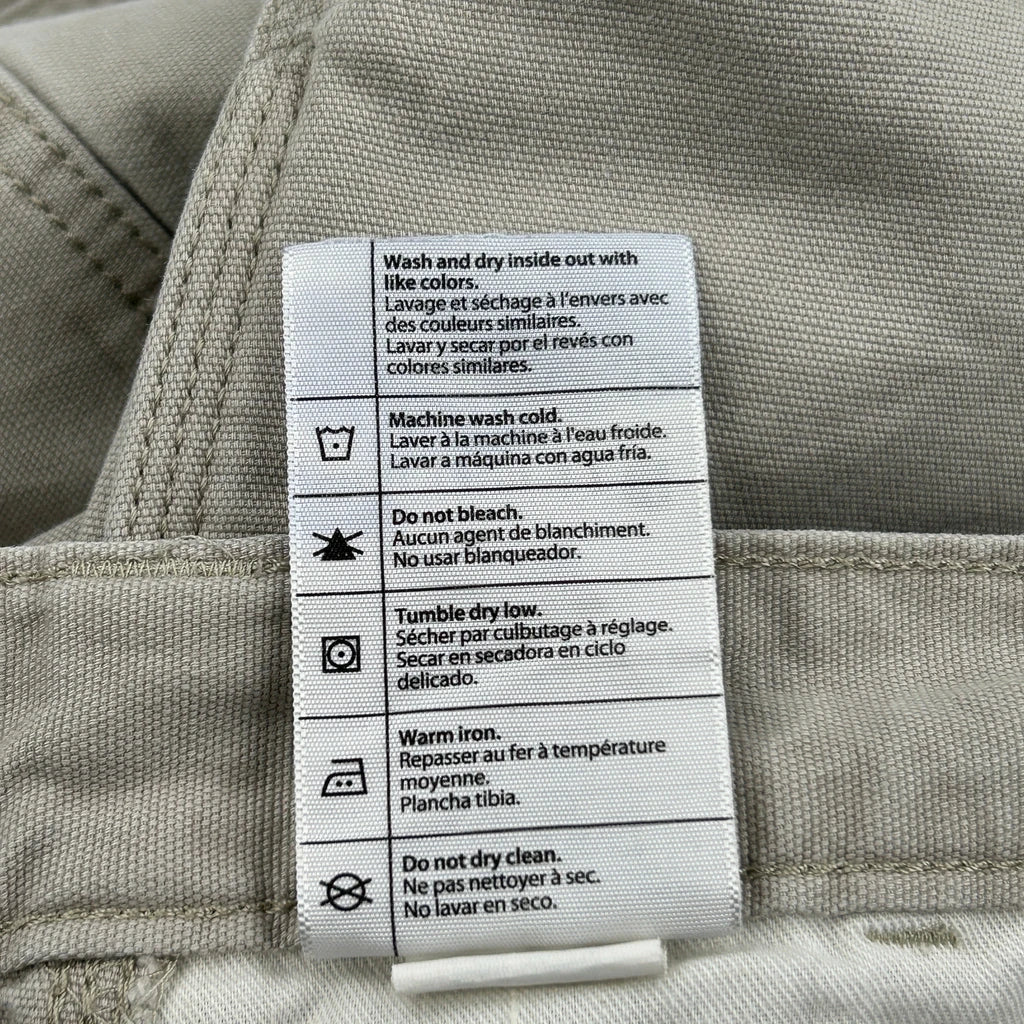 Wash and dry inside out with
like colors.
Lavage et séchage à l'envers avec
des couleurs similaires.
Lavar y secar por el revés con
colores similares.
Machine wash cold.
Laver à la machine à l'eau froide.
Lavar a máquina con agua fría.
Do not bleach.
Aucun agent de blanchiment.
No usar blanqueador.
Tumble dry low.
Sécher par culbutage à réglage.
Secar en secadora en ciclo
delicado.
Warm iron.
Repasser au fer à température
moyenne.
Plancha tibia.
Do not dry clean.
Ne pas nettoyer à sec.
No lavar en seco.